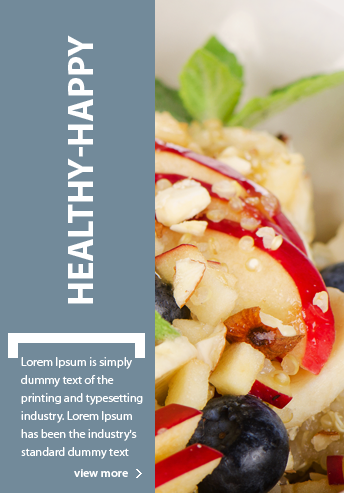 HEALTHY-HAPPY
Lorem Ipsum is simply
dummy text of the
printing and typesetting
industry. Lorem Ipsum
has been the industry's
standard dummy text
view more >